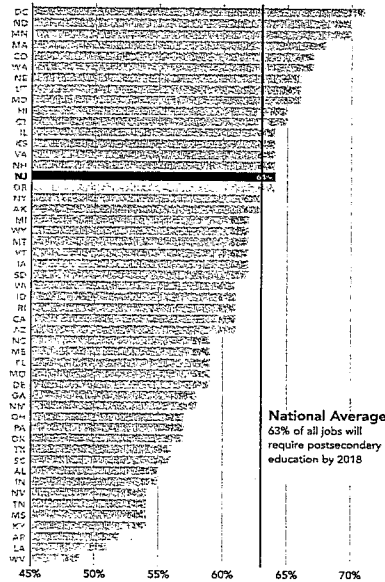 DC
ND
MN
MA
CO
WA
NE
UT
MD
HI
CT
IL
KS
VA
NH
NJ
OR
NY
AK
MI
WY
MT
VT
IA
SD
WI
ID
RI
CA
AZ
NC
ME
FL
MO
DE
GA
NM
OH
PA
OK
TX
SC
AL
IN
NV
TN
MS
KY
AR
LA
WV
National Average
63% of all jobs will
require postsecondary
education by 2018
45% 50% 55% 60% 65% 70%